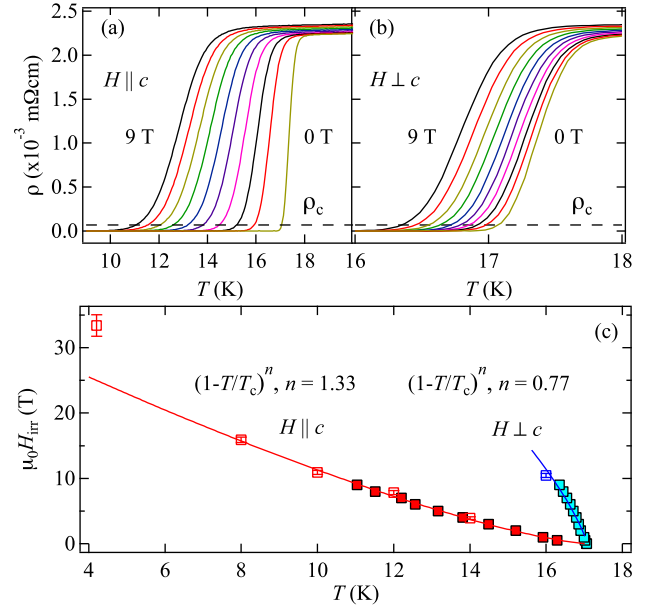 2.5
2.0
1.5
1.0
0.5
0.0
ρ (x10⁻³ mΩcm)
(a)
H || c
9 T
0 T
ρc
10 12 14 16 18
T (K)
(b)
H ⊥ c
9 T
0 T
ρc
16 17 18
T (K)
30
20
10
0
μ₀Hirr (T)
(c)
(1-T/Tc)ⁿ, n = 1.33
H || c
(1-T/Tc)ⁿ, n = 0.77
H ⊥ c
4 6 8 10 12 14 16 18
T (K)